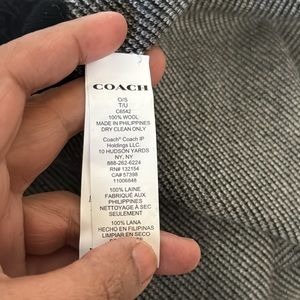 COACH
O/S
T/U
C6542
100% WOOL
MADE IN PHILIPPINES
DRY CLEAN ONLY
Coach® Coach IP
Holdings LLC.
10 HUDSON YARDS
NY, NY
888-262-6224
RN# 132154
CA# 57398
11006848
100% LAINE
FABRIQUÉ AUX
PHILIPPINES
NETTOYAGE À SEC
SEULEMENT
100% LANA
HECHO EN FILIPINAS
LIMPIAR EN SECO